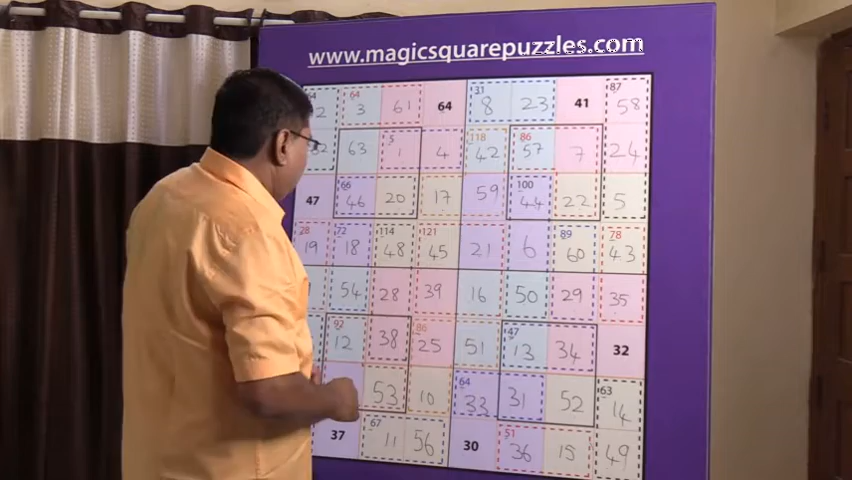 www.magicsquarepuzzles.com
64 2 64 3 61 64 31 8 23 41 87 58
63 5 1 4 118 42 86 57 7 24
47 66 46 20 17 59 100 44 22 5
28 19 72 18 114 48 121 45 21 6 89 60 78 43
54 28 39 16 50 29 35
92 12 38 86 25 51 47 13 34 32
53 10 64 33 31 52 63 14
37 67 11 56 30 51 36 15 49